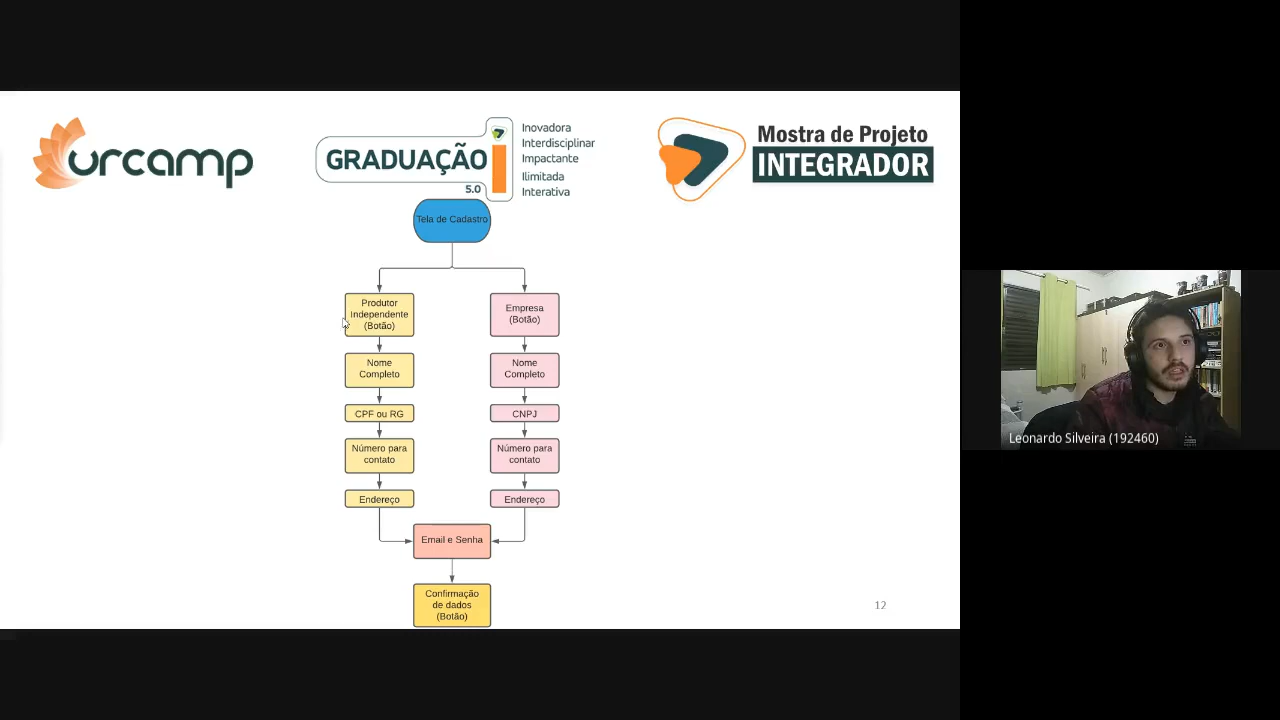 urcamp
GRADUAÇÃO
5.0
Inovadora
Interdisciplinar
Impactante
Ilimitada
Interativa
Mostra de Projeto
INTEGRADOR
Tela de Cadastro
Produtor
Independente
(Botão)
Empresa
(Botão)
Nome
Completo
Nome
Completo
CPF ou RG
CNPJ
Número para
contato
Número para
contato
Endereço
Endereço
Email e Senha
Confirmação
de dados
(Botão)
12
Leonardo Silveira (192460)